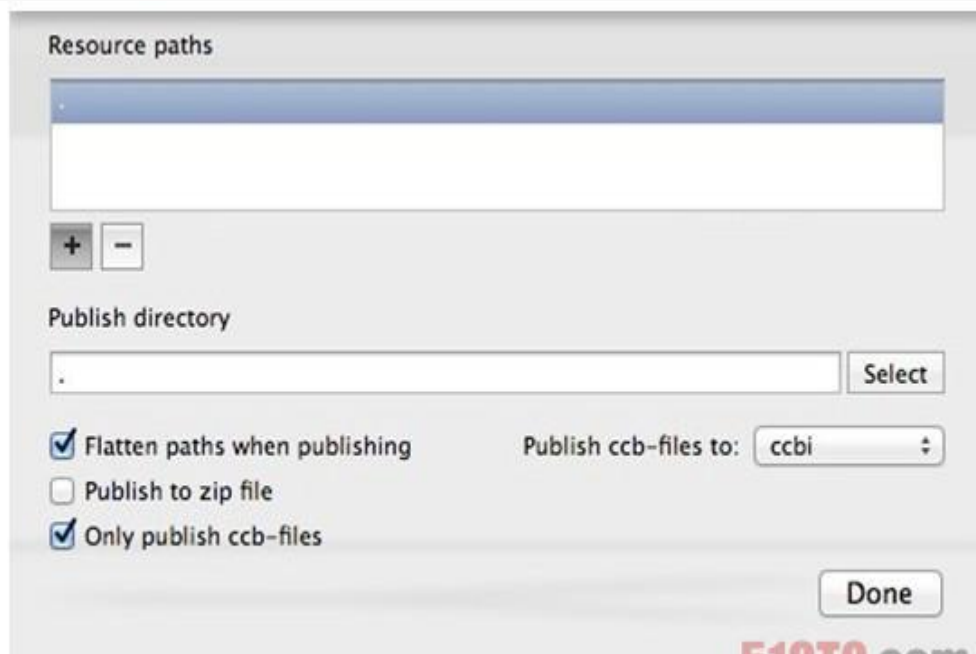 Resource paths
.
+ −
Publish directory
.
Select
Flatten paths when publishing
Publish ccb-files to: ccbi
Publish to zip file
Only publish ccb-files
Done
.com